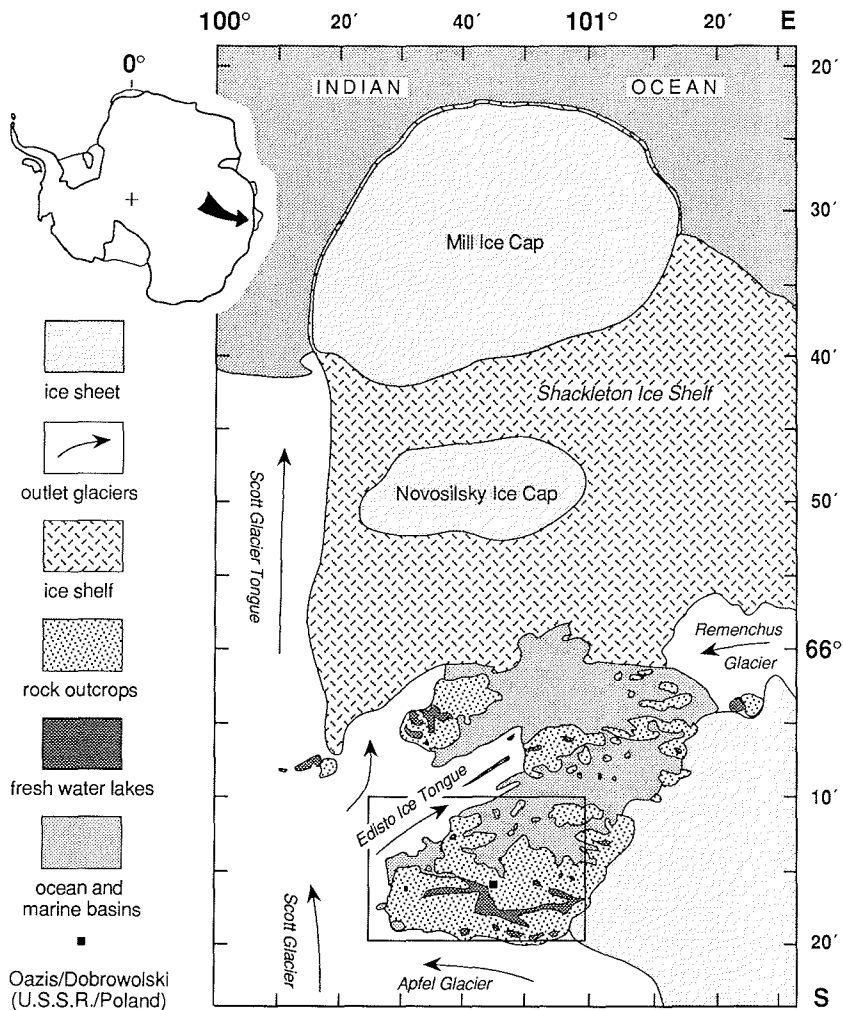 100° 20′ 40′ 101° 20′ E
0°
INDIAN OCEAN
20′
Mill Ice Cap
30′
ice sheet
40′
Shackleton Ice Shelf
outlet glaciers
Scott Glacier Tongue
Novosilsky Ice Cap
50′
ice shelf
Remenchus
Glacier
66°
rock outcrops
fresh water lakes
Edisto Ice Tongue
10′
ocean and
marine basins
Scott Glacier
20′
Oazis/Dobrowolski
(U.S.S.R./Poland)
Apfel Glacier
S